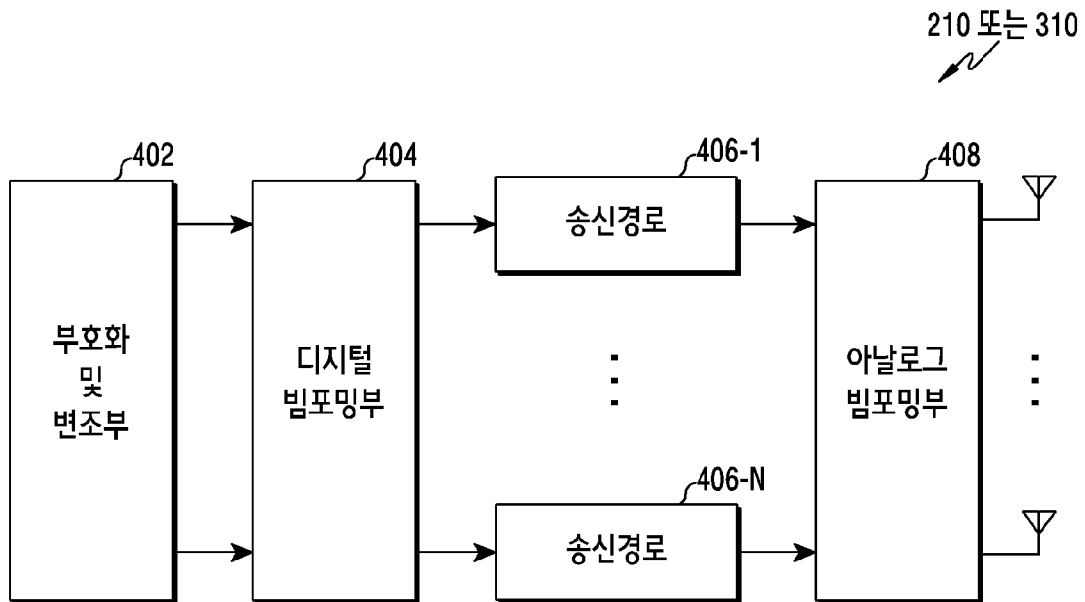 210 또는 310
402
404
406-1
408
부호화
및
변조부
디지털
빔포밍부
송신경로
아날로그
빔포밍부
406-N
송신경로